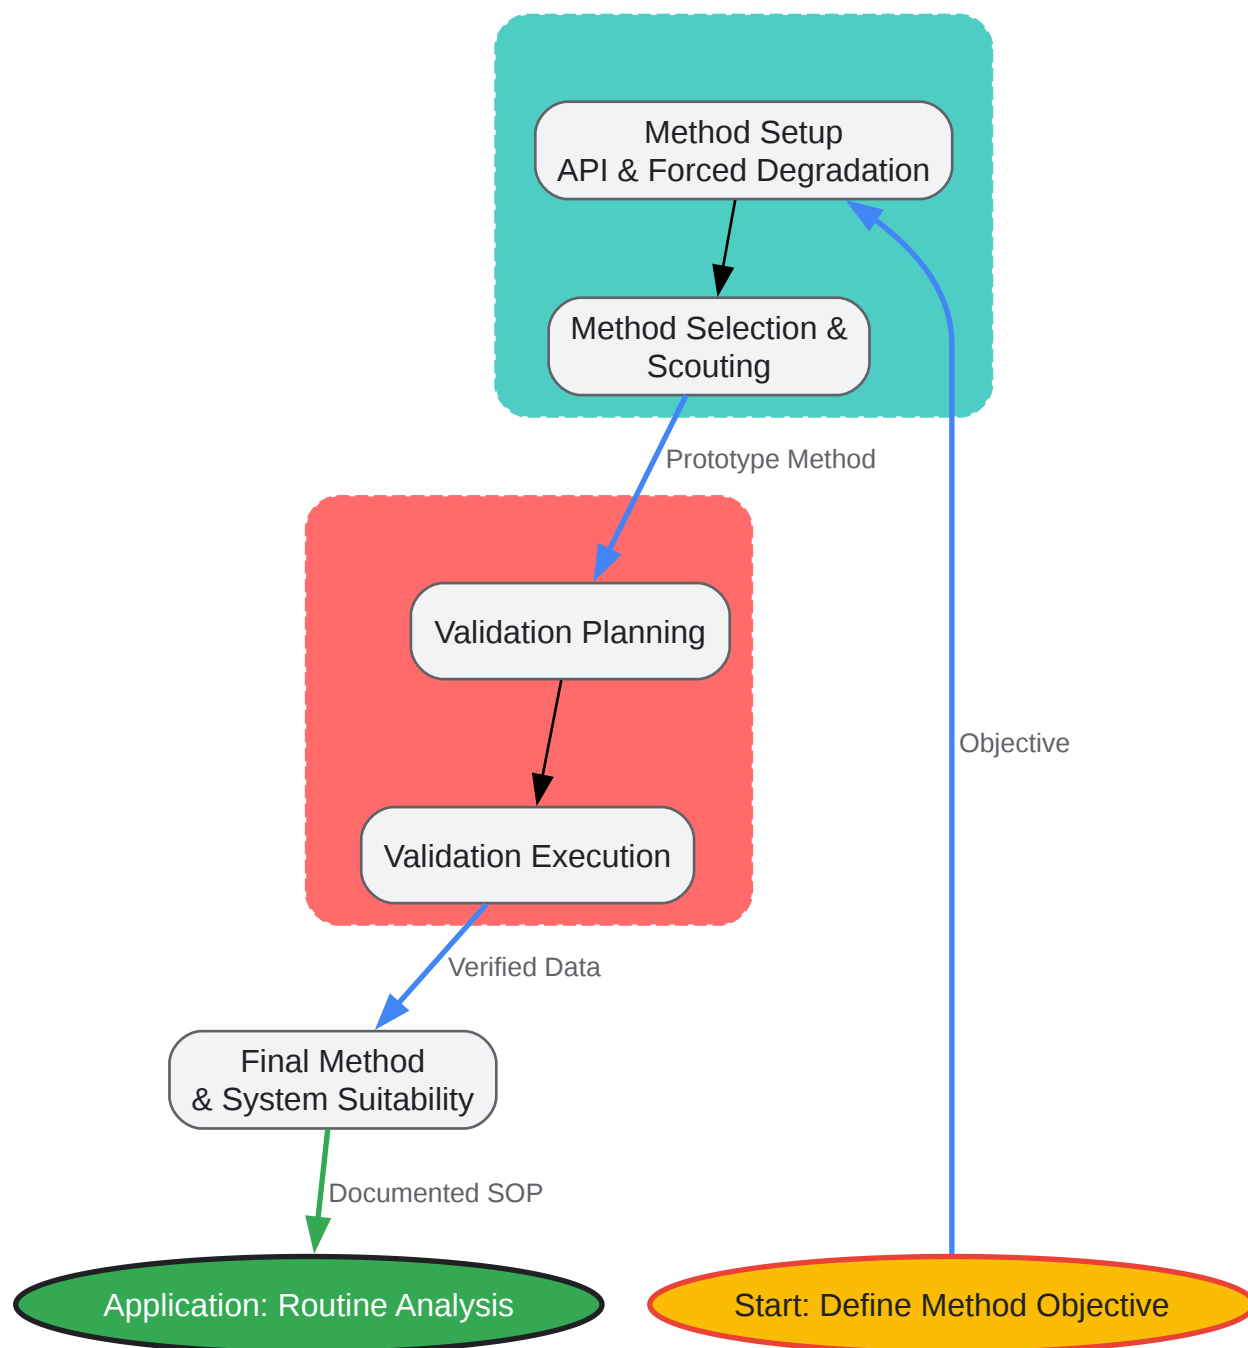 Method Setup
API & Forced Degradation
Method Selection &
Scouting
Prototype Method
Validation Planning
Objective
Validation Execution
Verified Data
Final Method
& System Suitability
Documented SOP
Application: Routine Analysis
Start: Define Method Objective